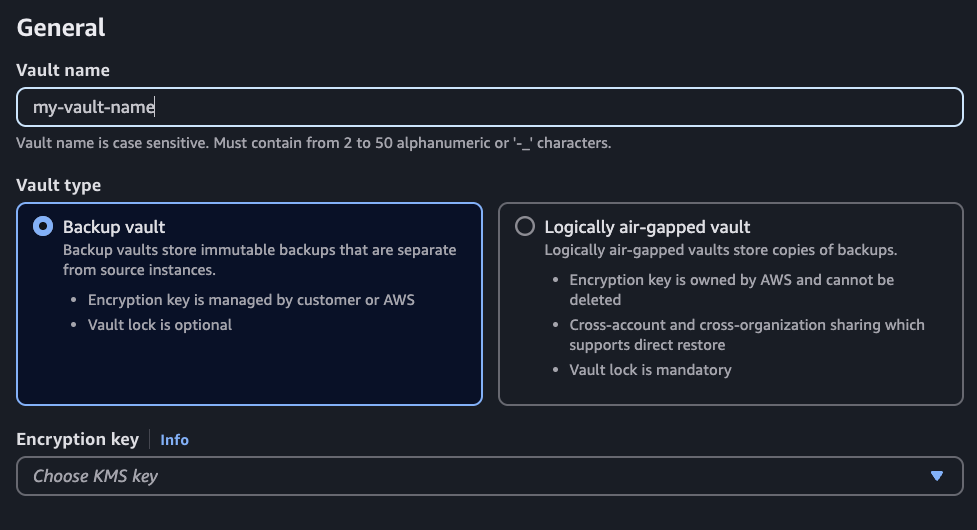 General
Vault name
my-vault-name
Vault name is case sensitive. Must contain from 2 to 50 alphanumeric or '-_' characters.
Vault type
Backup vault
Backup vaults store immutable backups that are separate
from source instances.
• Encryption key is managed by customer or AWS
• Vault lock is optional
Logically air-gapped vault
Logically air-gapped vaults store copies of backups.
• Encryption key is owned by AWS and cannot be
deleted
• Cross-account and cross-organization sharing which
supports direct restore
• Vault lock is mandatory
Encryption key Info
Choose KMS key